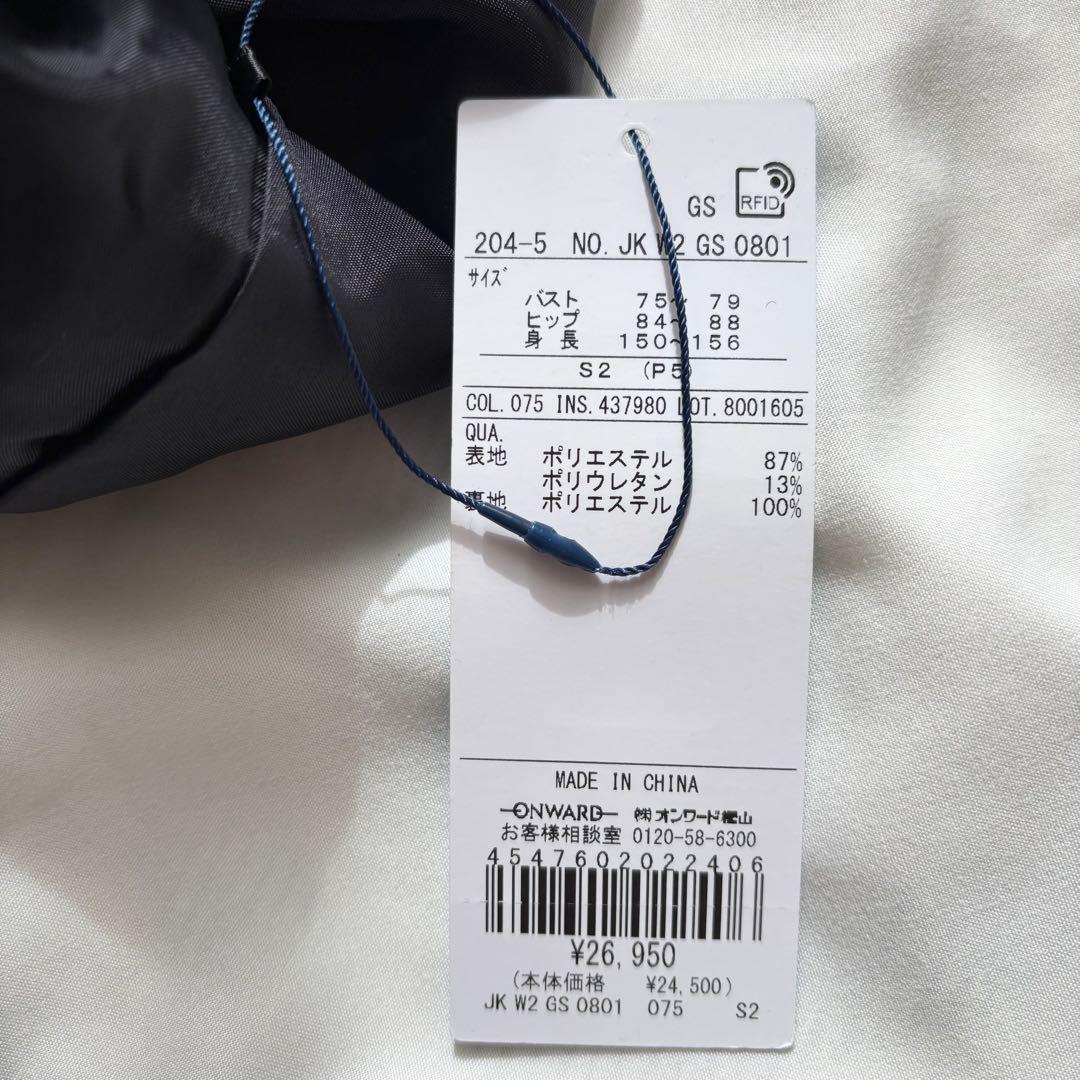 GS RFID
204-5 NO. JK W2 GS 0801
サイズ
バスト 75~ 79
ヒップ 84~ 88
身長 150~156
S2 (P5)
COL. 075 INS. 437980 LOT. 8001605
QUA.
表地 ポリエステル 87%
ポリウレタン 13%
裏地 ポリエステル 100%
MADE IN CHINA
ONWARD ㈱オンワード樫山
お客様相談室 0120-58-6300
4547602022406
¥26,950
(本体価格 ¥24,500)
JK W2 GS 0801 075 S2